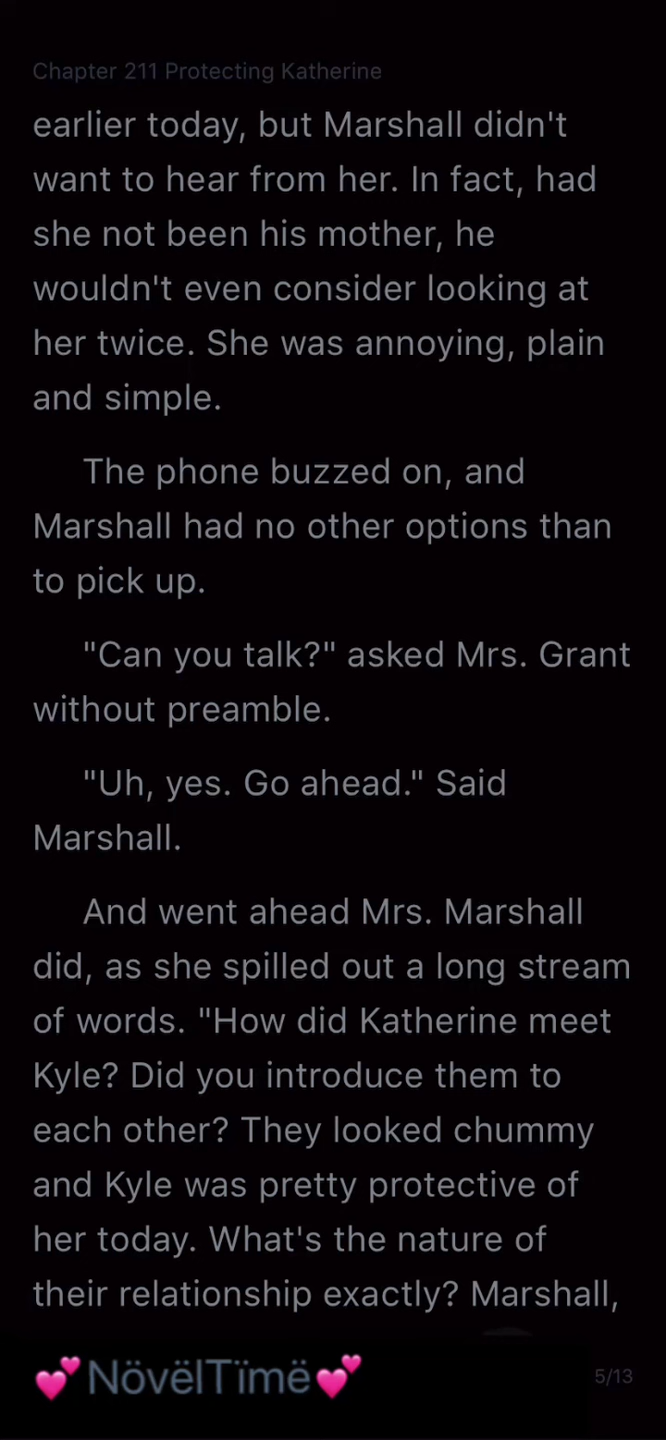 Chapter 211 Protecting Katherine
earlier today, but Marshall didn't
want to hear from her. In fact, had
she not been his mother, he
wouldn't even consider looking at
her twice. She was annoying, plain
and simple.
The phone buzzed on, and
Marshall had no other options than
to pick up.
"Can you talk?" asked Mrs. Grant
without preamble.
"Uh, yes. Go ahead." Said
Marshall.
And went ahead Mrs. Marshall
did, as she spilled out a long stream
of words. "How did Katherine meet
Kyle? Did you introduce them to
each other? They looked chummy
and Kyle was pretty protective of
her today. What's the nature of
their relationship exactly? Marshall,
💕NövëlTïmë💕
5/13